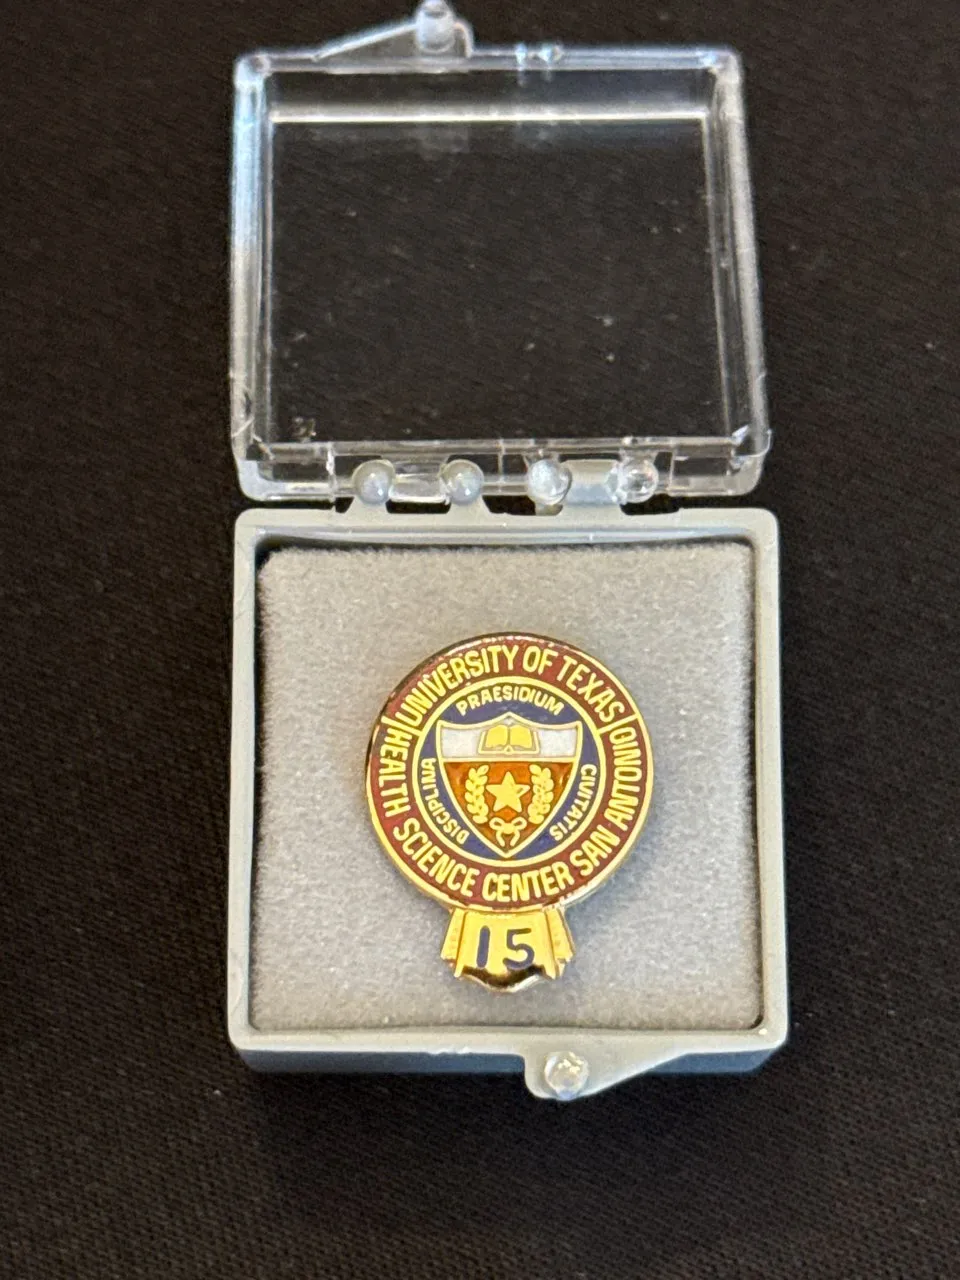 UNIVERSITY OF TEXAS
HEALTH SCIENCE CENTER SAN ANTONIO
PRAESIDIUM
CIVITATIS
DISCIPLINA
15